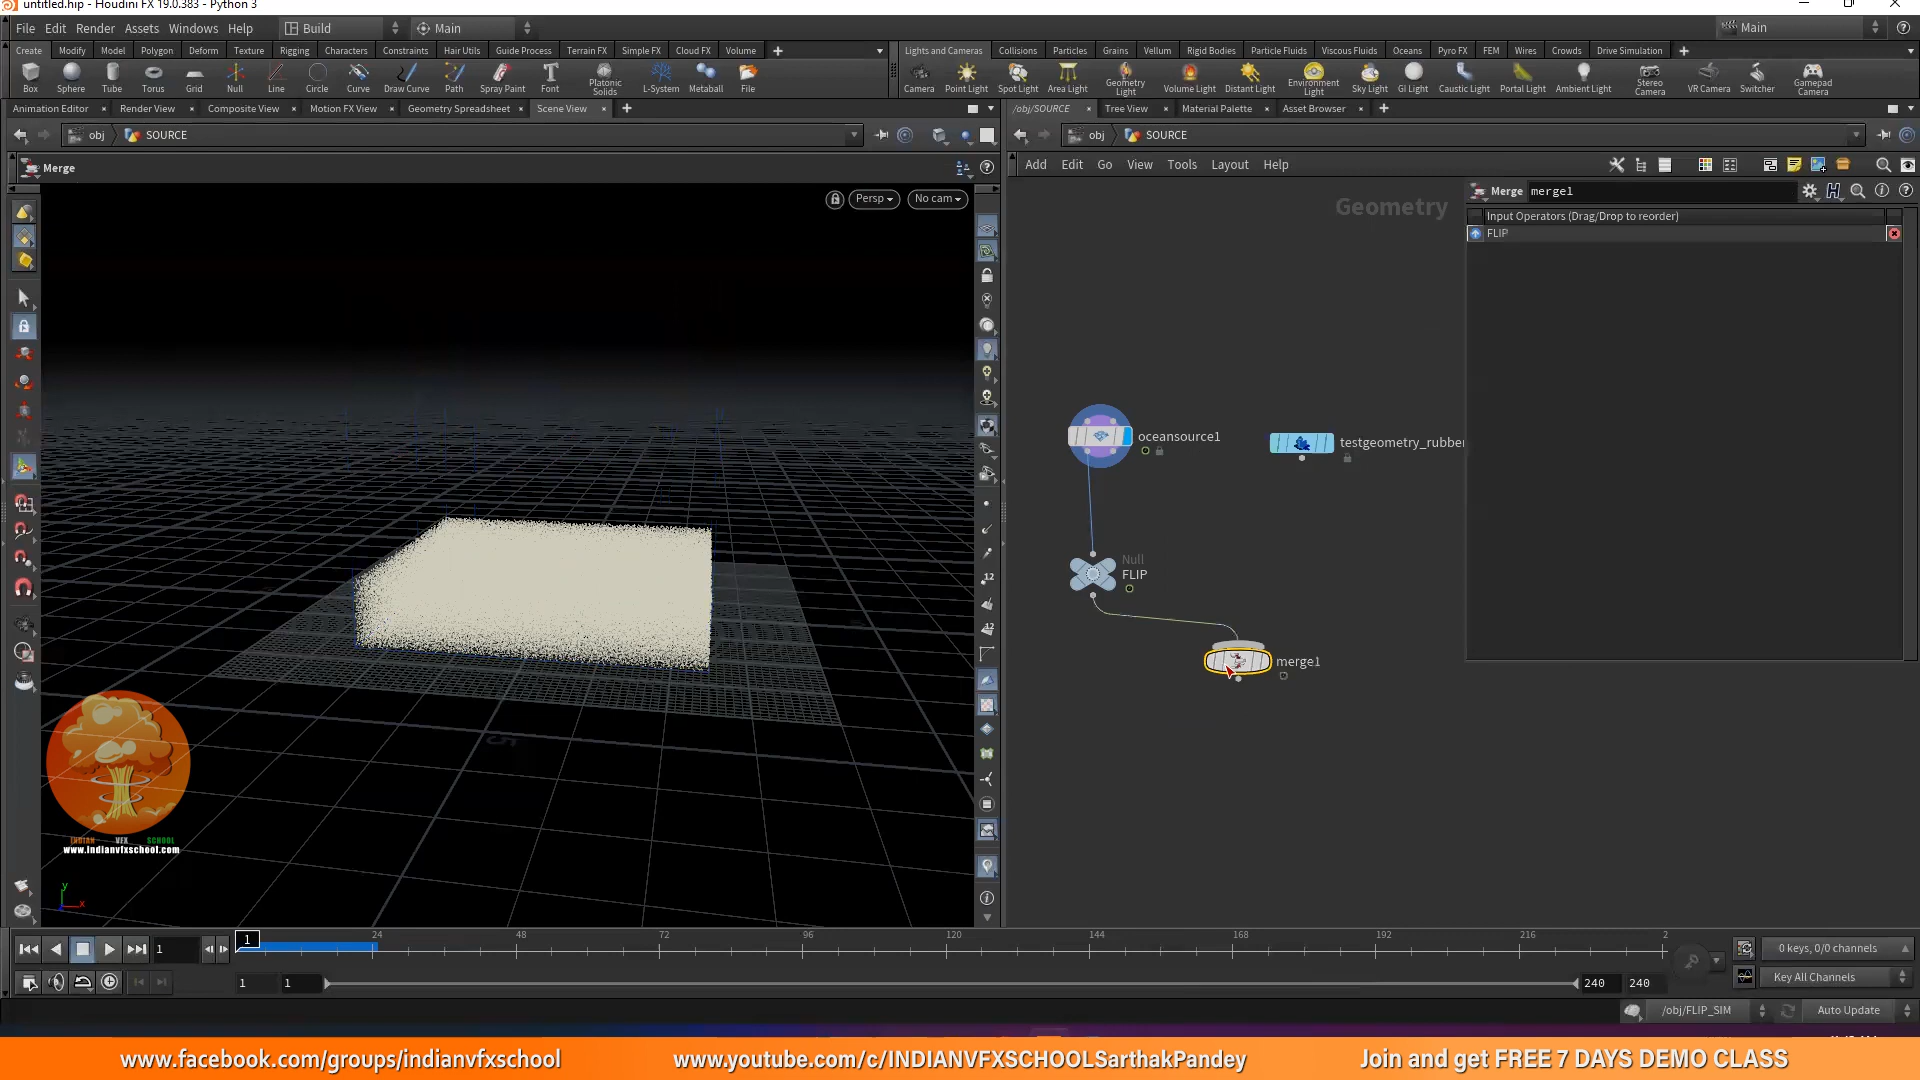 untitled.hip - Houdini FX 19.0.383 - Python 3
File Edit Render Assets Windows Help Build Main Main
Create Modify Model Polygon Deform Texture Rigging Characters Constraints Hair Utils Guide Process Terrain FX Simple FX Cloud FX Volume
Lights and Cameras Collisions Particles Grains Vellum Rigid Bodies Particle Fluids Viscous Fluids Oceans Pyro FX FEM Wires Crowds Drive Simulation
Box Sphere Tube Torus Grid Null Line Circle Curve Draw Curve Path Spray Paint Font Platonic Solids L-System Metaball File
Camera Point Light Spot Light Area Light Geometry Light Volume Light Distant Light Environment Light Sky Light GI Light Caustic Light Portal Light Ambient Light Stereo Camera VR Camera Switcher Gamepad Camera
Animation Editor Render View Composite View Motion FX View Geometry Spreadsheet Scene View
/obj/SOURCE Tree View Material Palette Asset Browser
obj SOURCE
obj SOURCE
Merge
Add Edit Go View Tools Layout Help
Persp No cam
Geometry
Merge merge1
Input Operators (Drag/Drop to reorder)
FLIP
oceansource1
testgeometry_rubber
Null
FLIP
merge1
12
12
INDIAN VFX SCHOOL
www.indianvfxschool.com
y
x
1
1
24 48 72 96 120 144 168 192 216 2
0 keys, 0/0 channels
1 1 240 240
Key All Channels
/obj/FLIP_SIM Auto Update
www.facebook.com/groups/indianvfxschool
www.youtube.com/c/INDIANVFXSCHOOLSarthakPandey
Join and get FREE 7 DAYS DEMO CLASS